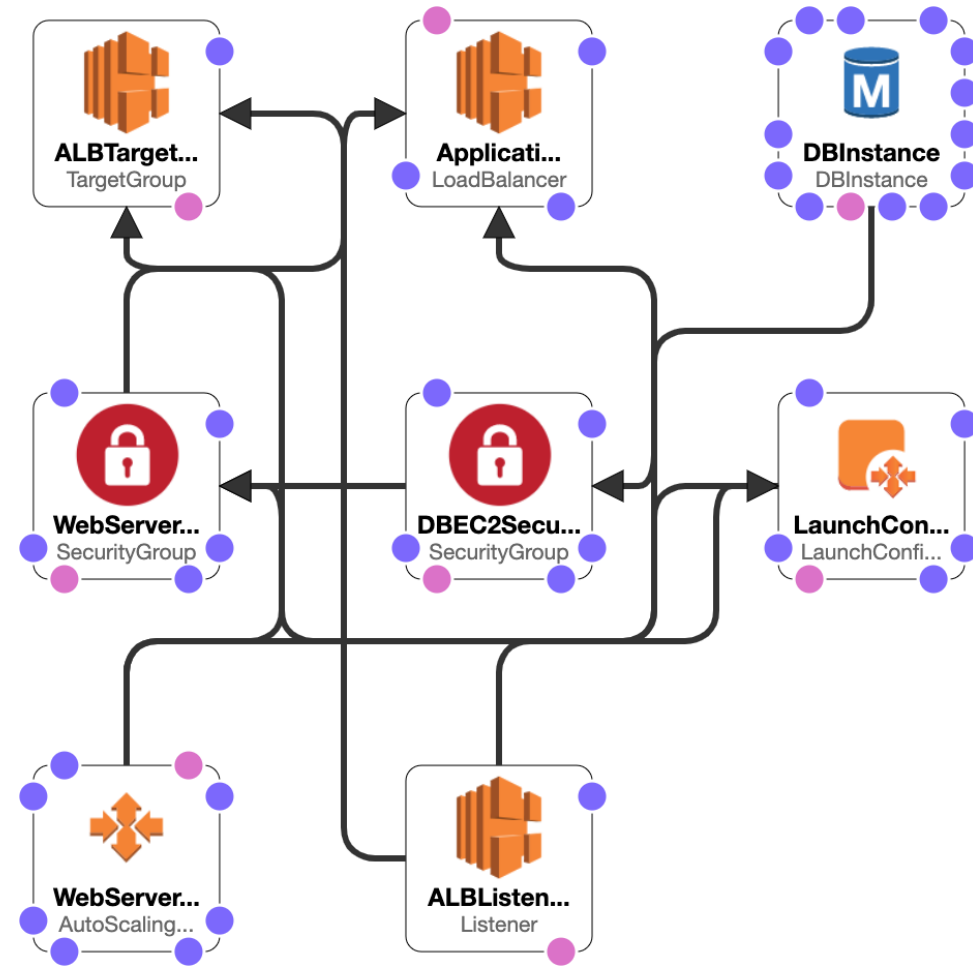 ALBTarget...
TargetGroup
Applicati...
LoadBalancer
M
DBInstance
DBInstance
WebServer...
SecurityGroup
DBEC2Secu...
SecurityGroup
LaunchCon...
LaunchConfi...
WebServer...
AutoScaling...
ALBListen...
Listener